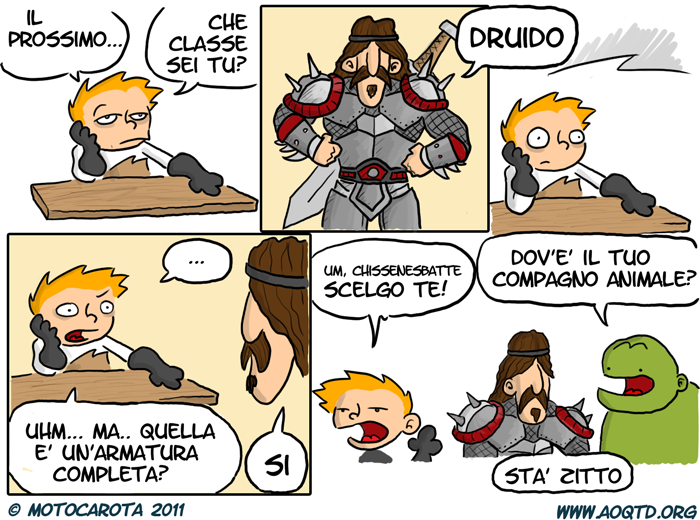 IL
PROSSIMO...
CHE
CLASSE
SEI TU?
DRUIDO
...
UHM... MA.. QUELLA
E' UN'ARMATURA
COMPLETA?
SI
UM, CHISSENESBATTE
SCELGO TE!
DOV'E' IL TUO
COMPAGNO ANIMALE?
STA' ZITTO
© MOTOCAROTA 2011
WWW.AOQTD.ORG